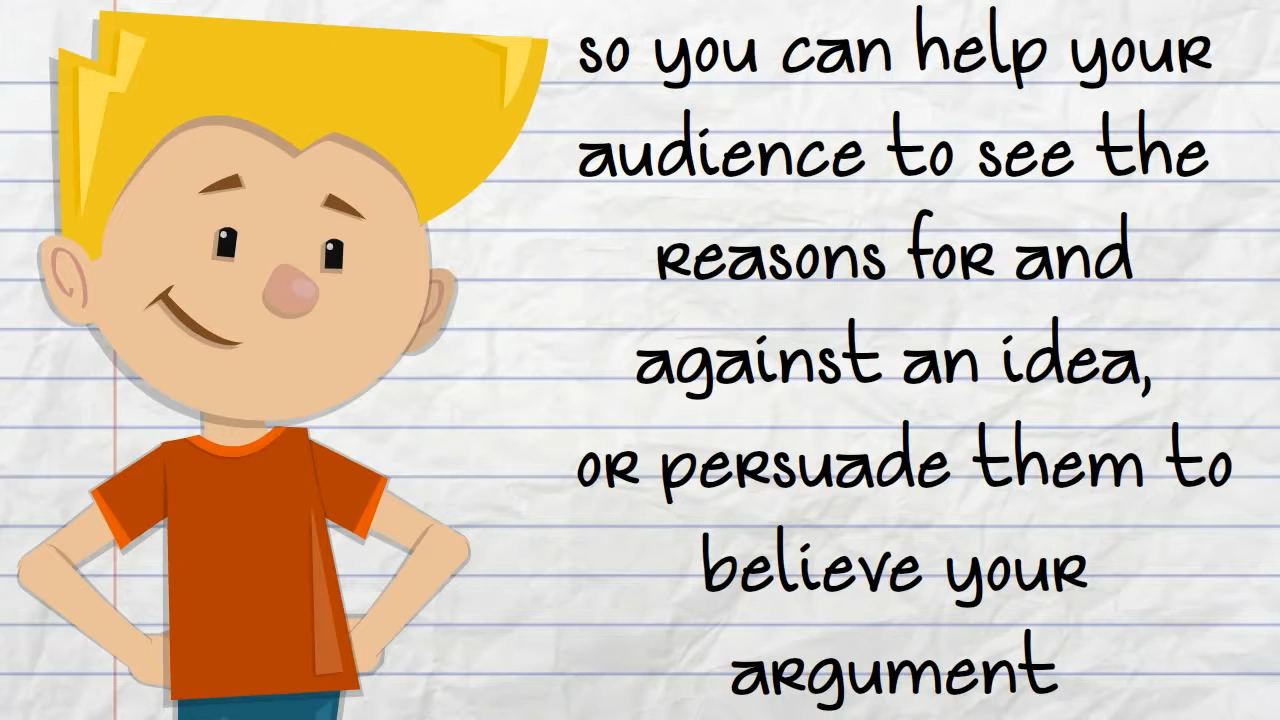 so you can help your
audience to see the
reasons for and
against an idea,
or persuade them to
believe your
argument